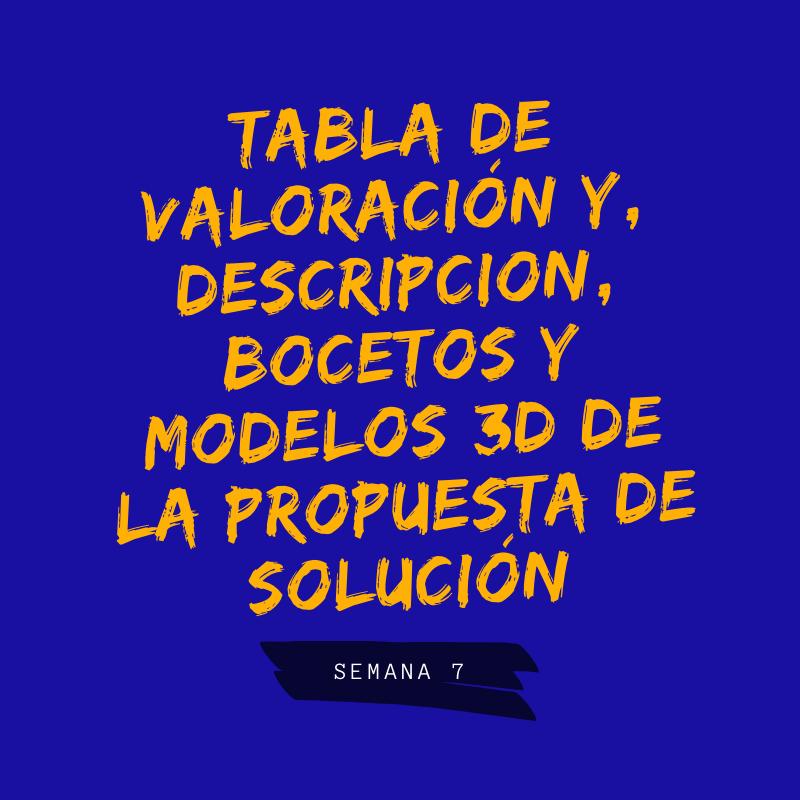 TABLA DE
VALORACIÓN Y,
DESCRIPCION,
BOCETOS Y
MODELOS 3D DE
LA PROPUESTA DE
SOLUCIÓN
SEMANA 7